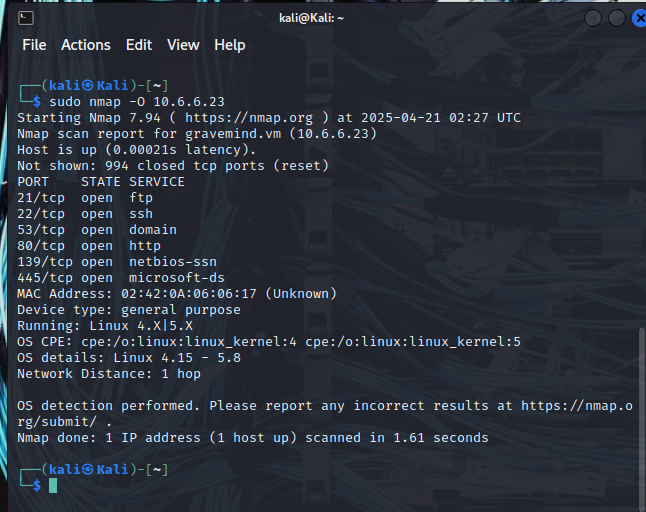 kali@Kali: ~
File Actions Edit View Help
┌──(kali㉿Kali)-[~]
└─$ sudo nmap -O 10.6.6.23
Starting Nmap 7.94 ( https://nmap.org ) at 2025-04-21 02:27 UTC
Nmap scan report for gravemind.vm (10.6.6.23)
Host is up (0.00021s latency).
Not shown: 994 closed tcp ports (reset)
PORT    STATE SERVICE
21/tcp  open  ftp
22/tcp  open  ssh
53/tcp  open  domain
80/tcp  open  http
139/tcp open  netbios-ssn
445/tcp open  microsoft-ds
MAC Address: 02:42:0A:06:06:17 (Unknown)
Device type: general purpose
Running: Linux 4.X|5.X
OS CPE: cpe:/o:linux:linux_kernel:4 cpe:/o:linux:linux_kernel:5
OS details: Linux 4.15 - 5.8
Network Distance: 1 hop
OS detection performed. Please report any incorrect results at https://nmap.o
rg/submit/ .
Nmap done: 1 IP address (1 host up) scanned in 1.61 seconds
┌──(kali㉿Kali)-[~]
└─$